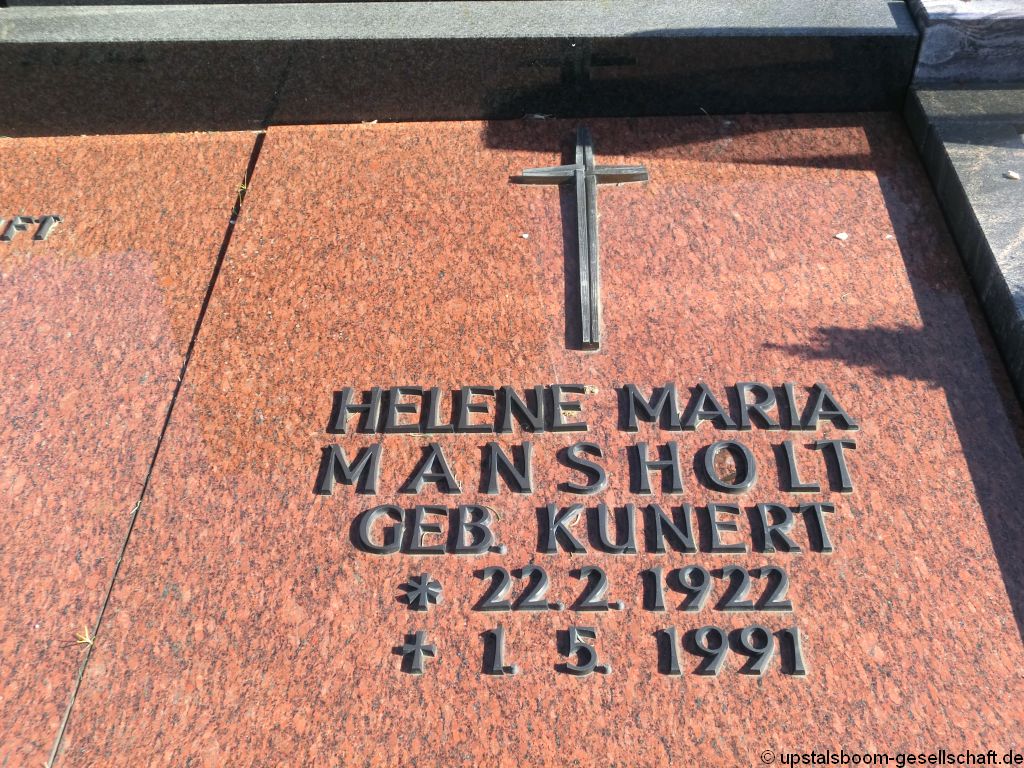 HELENE MARIA
MANSHOLT
GEB. KUNERT
* 22. 2. 1922
† 1. 5. 1991
© upstalsboom-gesellschaft.de